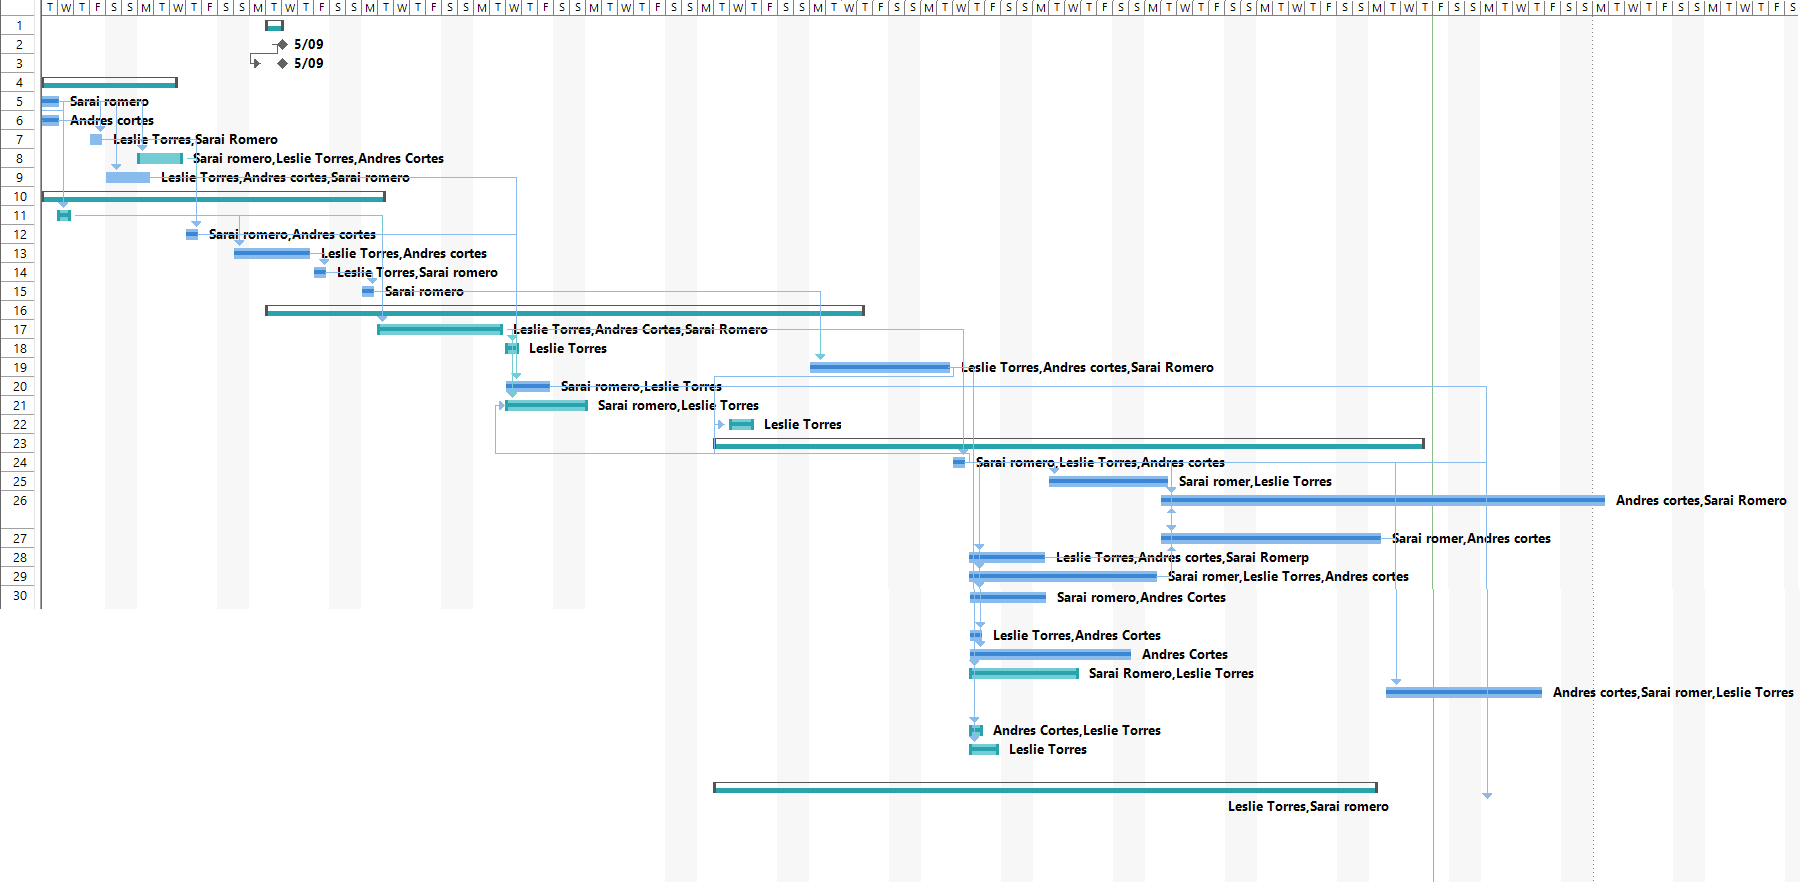 T W T F S S M T W T F S S M T W T F S S M T W T F S S M T W T F S S M T W T F S S M T W T F S S M T W T F S S M T W T F S S M T W T F S S M T W T F S S M T W T F S S M T W T F S S M T W T F S S M T W T F S S M T W T F S
1
2 5/09
3 5/09
4
5 Sarai romero
6 Andres cortes
7 Leslie Torres,Sarai Romero
8 Sarai romero,Leslie Torres,Andres Cortes
9 Leslie Torres,Andres cortes,Sarai romero
10
11
12 Sarai romero,Andres cortes
13 Leslie Torres,Andres cortes
14 Leslie Torres,Sarai romero
15 Sarai romero
16
17 Leslie Torres,Andres Cortes,Sarai Romero
18 Leslie Torres
19 Leslie Torres,Andres cortes,Sarai Romero
20 Sarai romero,Leslie Torres
21 Sarai romero,Leslie Torres
22 Leslie Torres
23
24 Sarai romero,Leslie Torres,Andres cortes
25 Sarai romer,Leslie Torres
26 Andres cortes,Sarai Romero
27 Sarai romer,Andres cortes
28 Leslie Torres,Andres cortes,Sarai Romerp
29 Sarai romer,Leslie Torres,Andres cortes
30 Sarai romero,Andres Cortes
Leslie Torres,Andres Cortes
Andres Cortes
Sarai Romero,Leslie Torres
Andres cortes,Sarai romer,Leslie Torres
Andres Cortes,Leslie Torres
Leslie Torres
Leslie Torres,Sarai romero